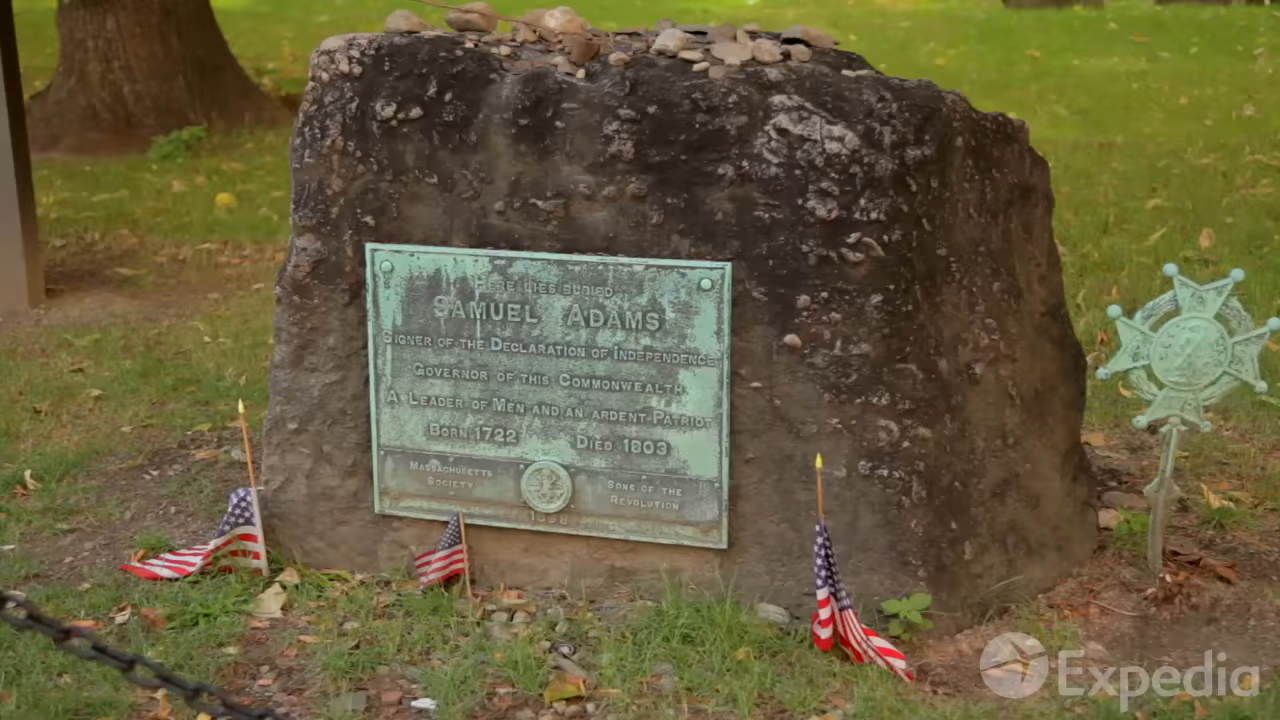 Here lies buried
Samuel Adams
Signer of the Declaration of Independence
Governor of this Commonwealth
A Leader of Men and an ardent Patriot
Born 1722 Died 1803
Massachusetts
Society
Sons of the
Revolution
1898
Expedia